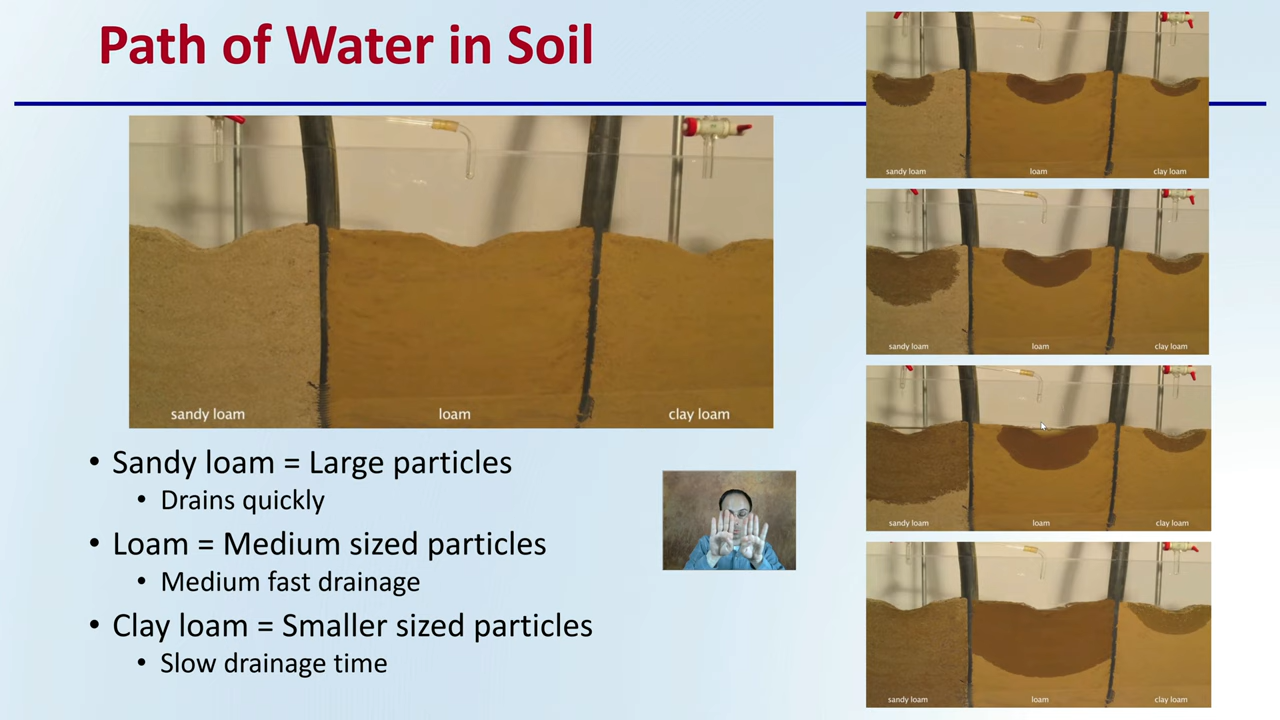 Path of Water in Soil
sandy loam
loam
clay loam
• Sandy loam = Large particles
• Drains quickly
• Loam = Medium sized particles
• Medium fast drainage
• Clay loam = Smaller sized particles
• Slow drainage time
sandy loam
loam
clay loam
sandy loam
loam
clay loam
sandy loam
loam
clay loam
sandy loam
loam
clay loam